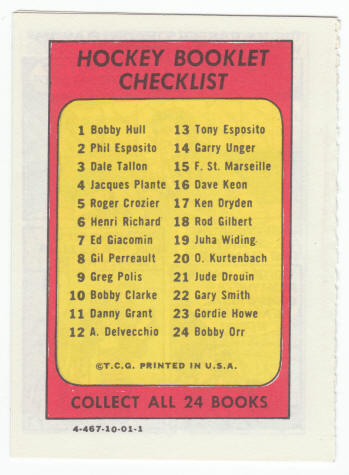 HOCKEY BOOKLET
CHECKLIST
1 Bobby Hull
2 Phil Esposito
3 Dale Tallon
4 Jacques Plante
5 Roger Crozier
6 Henri Richard
7 Ed Giacomin
8 Gil Perreault
9 Greg Polis
10 Bobby Clarke
11 Danny Grant
12 A. Delvecchio
13 Tony Esposito
14 Garry Unger
15 F. St. Marseille
16 Dave Keon
17 Ken Dryden
18 Rod Gilbert
19 Juha Widing
20 O. Kurtenbach
21 Jude Drouin
22 Gary Smith
23 Gordie Howe
24 Bobby Orr
©T.C.G. PRINTED IN U.S.A.
COLLECT ALL 24 BOOKS
4-467-10-01-1